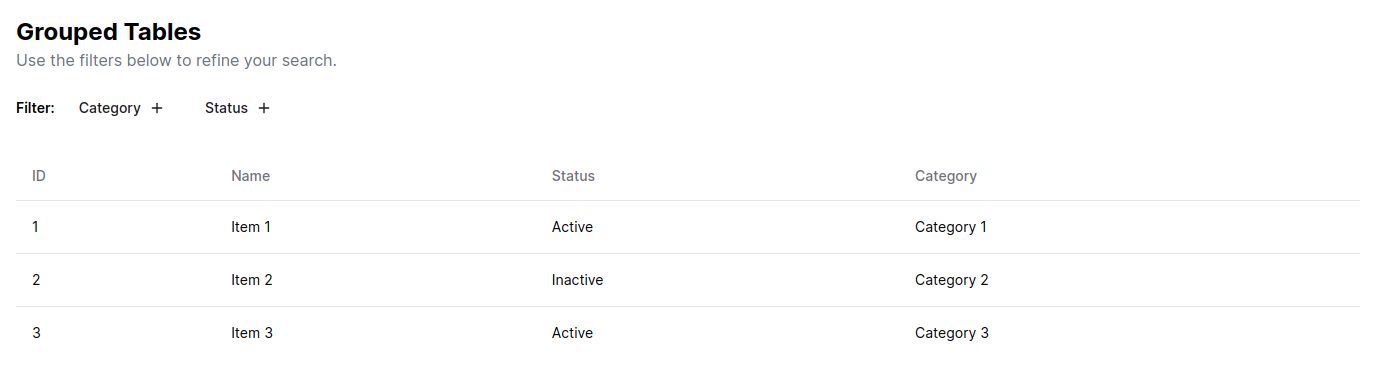 Grouped Tables
Use the filters below to refine your search.
Filter: Category + Status +
ID Name Status Category
1 Item 1 Active Category 1
2 Item 2 Inactive Category 2
3 Item 3 Active Category 3